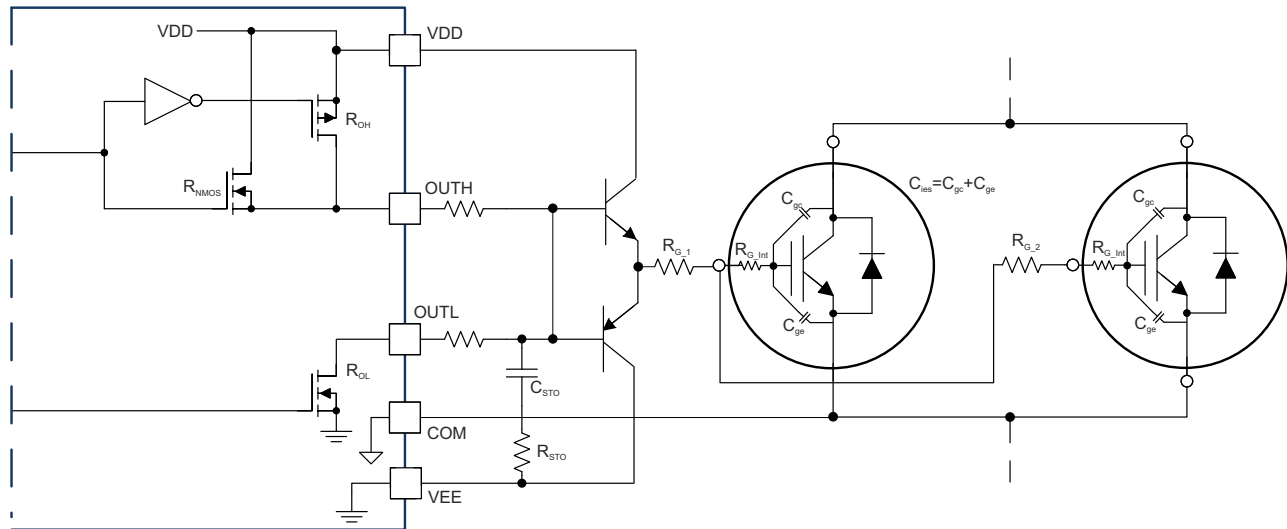 VDD
VDD
R_OH
R_NMOS
OUTH
C_ies=C_gc+C_ge
C_gc
C_gc
R_G_1
R_G_Int
R_G_2
R_G_Int
C_ge
C_ge
OUTL
R_OL
C_STO
COM
R_STO
VEE